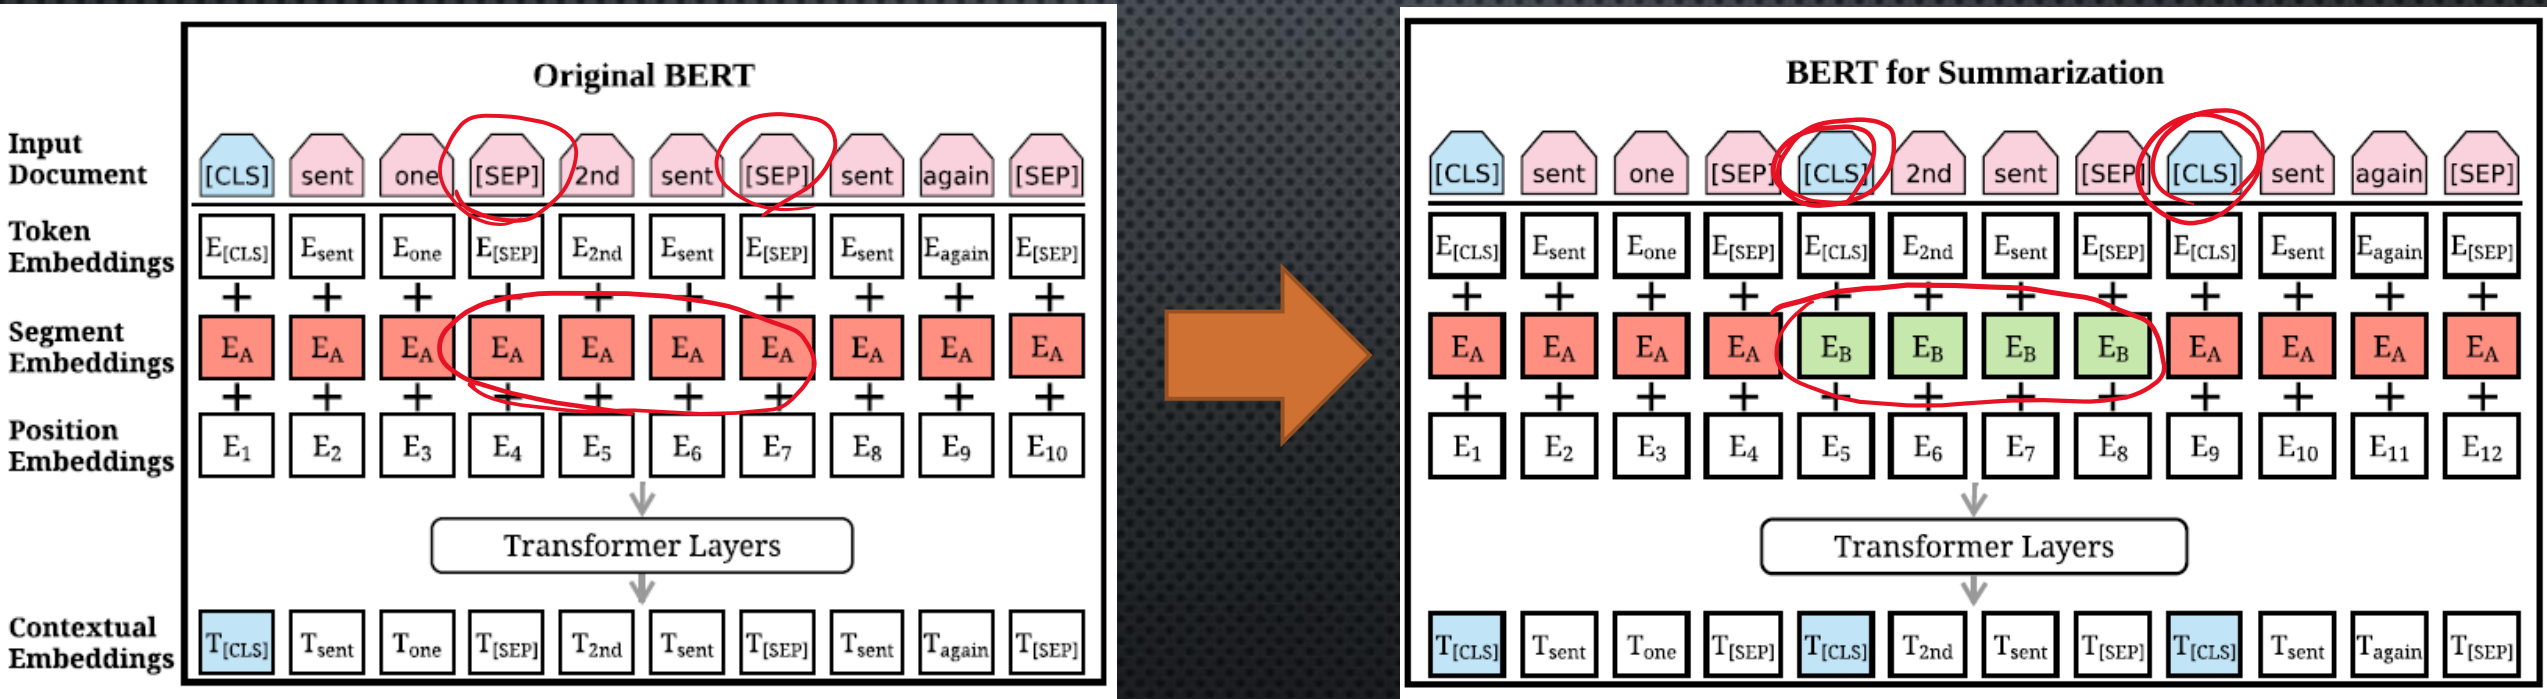 Original BERT
Input
Document
[CLS] sent one [SEP] 2nd sent [SEP] sent again [SEP]
Token
Embeddings
E[CLS] Esent Eone E[SEP] E2nd Esent E[SEP] Esent Eagain E[SEP]
+ + + + + + + + + +
Segment
Embeddings
EA EA EA EA EA EA EA EA EA EA
+ + + + + + + + + +
Position
Embeddings
E1 E2 E3 E4 E5 E6 E7 E8 E9 E10
Transformer Layers
Contextual
Embeddings
T[CLS] Tsent Tone T[SEP] T2nd Tsent T[SEP] Tsent Tagain T[SEP]
BERT for Summarization
[CLS] sent one [SEP] [CLS] 2nd sent [SEP] [CLS] sent again [SEP]
E[CLS] Esent Eone E[SEP] E[CLS] E2nd Esent E[SEP] E[CLS] Esent Eagain E[SEP]
+ + + + + + + + + + + +
EA EA EA EA EB EB EB EB EA EA EA EA
+ + + + + + + + + + + +
E1 E2 E3 E4 E5 E6 E7 E8 E9 E10 E11 E12
Transformer Layers
T[CLS] Tsent Tone T[SEP] T[CLS] T2nd Tsent T[SEP] T[CLS] Tsent Tagain T[SEP]